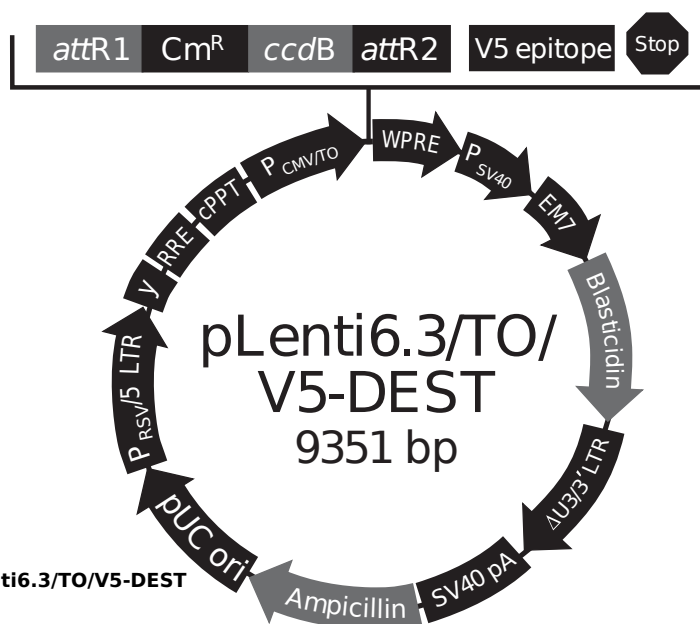 attR1 CmR ccdB attR2 V5 epitope Stop
PCMV/TO
WPRE
PSV40
EM7
Blasticidin
ΔU3/3′LTR
SV40 pA
Ampicillin
pUC ori
PRSV/5 LTR
y
RRE
cPPT
pLenti6.3/TO/
V5-DEST
9351 bp
ti6.3/TO/V5-DEST